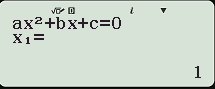 ax²+bx+c=0
x₁=
1